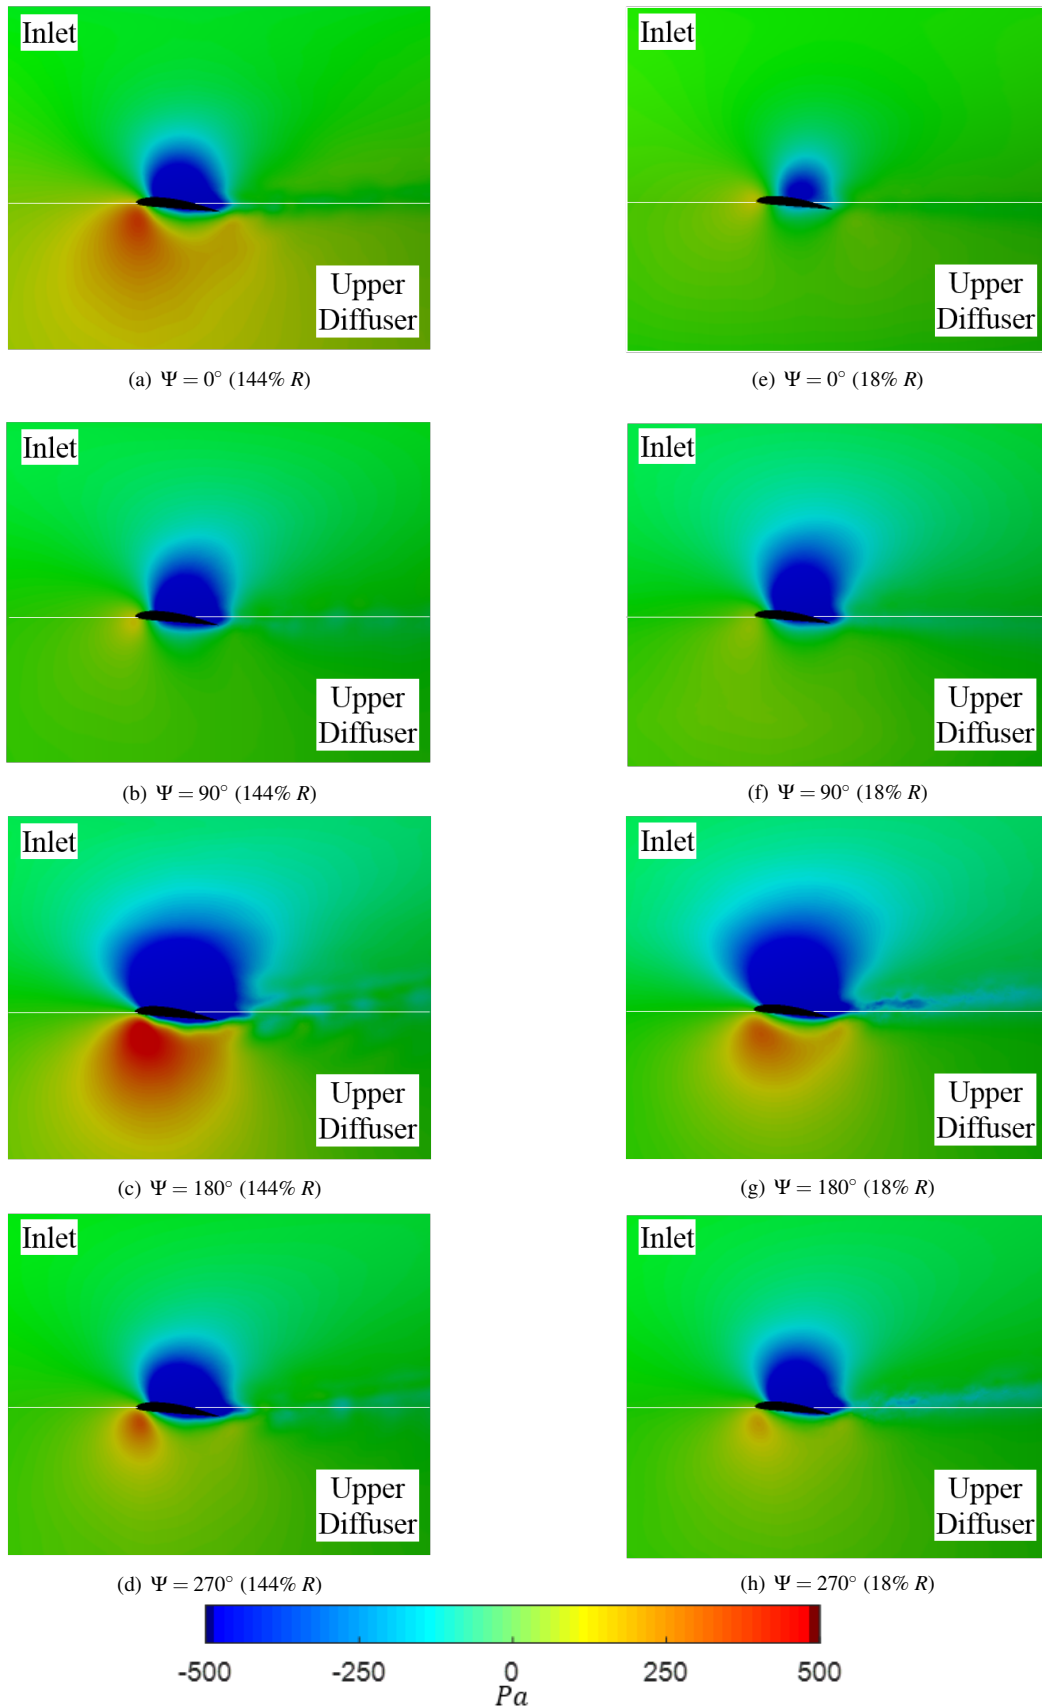 Inlet
Inlet
Upper
Diffuser
Upper
Diffuser
(a) Ψ = 0° (144% R)
(e) Ψ = 0° (18% R)
Inlet
Inlet
Upper
Diffuser
Upper
Diffuser
(b) Ψ = 90° (144% R)
(f) Ψ = 90° (18% R)
Inlet
Inlet
Upper
Diffuser
Upper
Diffuser
(c) Ψ = 180° (144% R)
(g) Ψ = 180° (18% R)
Inlet
Inlet
Upper
Diffuser
Upper
Diffuser
(d) Ψ = 270° (144% R)
(h) Ψ = 270° (18% R)
-500 -250 0 250 500
Pa